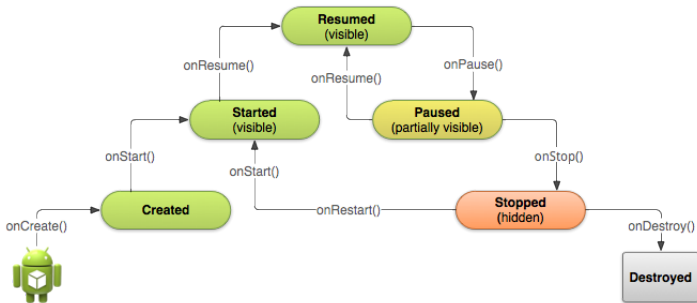 Resumed
(visible)
onResume()
onResume()
onPause()
Started
(visible)
Paused
(partially visible)
onStart()
onStart()
onStop()
Created
onRestart()
Stopped
(hidden)
onCreate()
onDestroy()
Destroyed